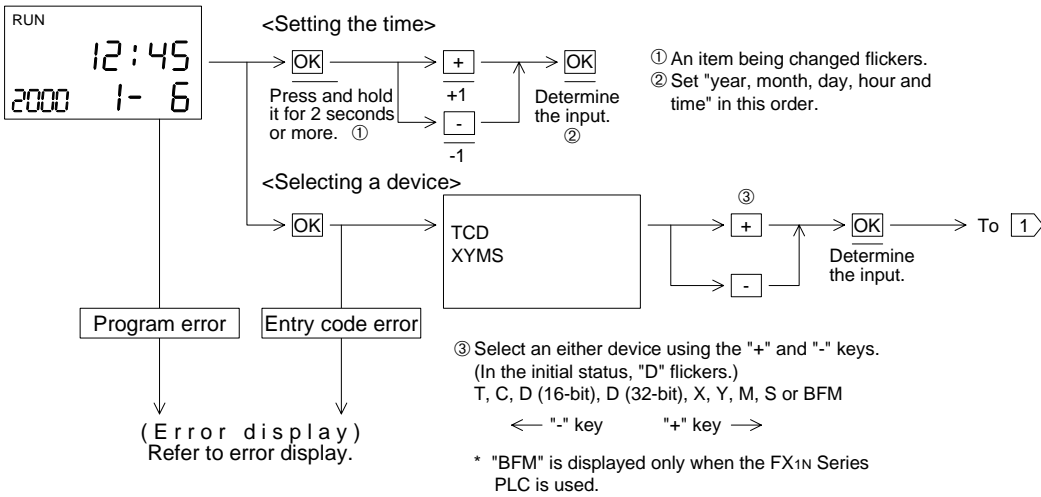 RUN
12:45
2000 1- 6
<Setting the time>
OK
Press and hold
it for 2 seconds
or more. ①
+
+1
-
-1
OK
Determine
the input.
②
① An item being changed flickers.
② Set "year, month, day, hour and
time" in this order.
<Selecting a device>
OK
TCD
XYMS
③
+
-
OK
Determine
the input.
To 1
Program error
Entry code error
(Error display)
Refer to error display.
③ Select an either device using the "+" and "-" keys.
(In the initial status, "D" flickers.)
T, C, D (16-bit), D (32-bit), X, Y, M, S or BFM
← "-" key "+" key →
* "BFM" is displayed only when the FX1N Series
PLC is used.